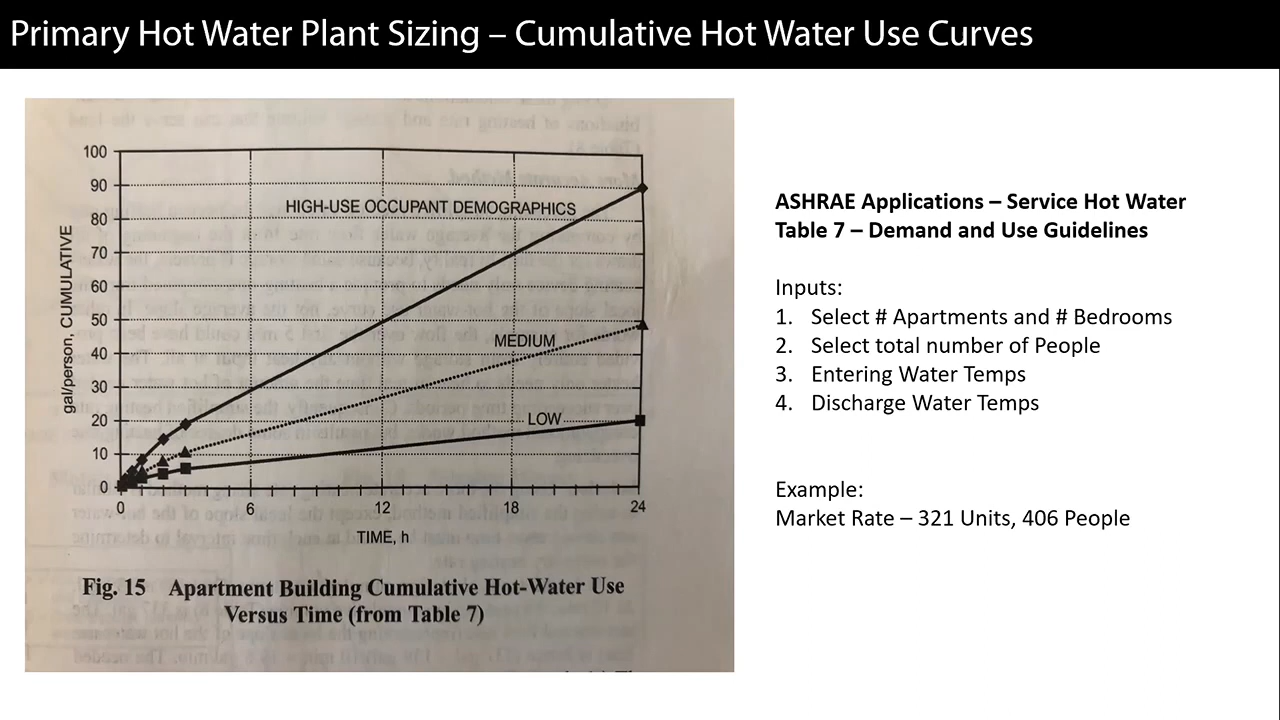 Primary Hot Water Plant Sizing – Cumulative Hot Water Use Curves
100
90
80
70
60
50
40
30
20
10
0
gal/person, CUMULATIVE
HIGH-USE OCCUPANT DEMOGRAPHICS
MEDIUM
LOW
0 6 12 18 24
TIME, h
Fig. 15 Apartment Building Cumulative Hot-Water Use
Versus Time (from Table 7)
ASHRAE Applications – Service Hot Water
Table 7 – Demand and Use Guidelines
Inputs:
1. Select # Apartments and # Bedrooms
2. Select total number of People
3. Entering Water Temps
4. Discharge Water Temps
Example:
Market Rate – 321 Units, 406 People